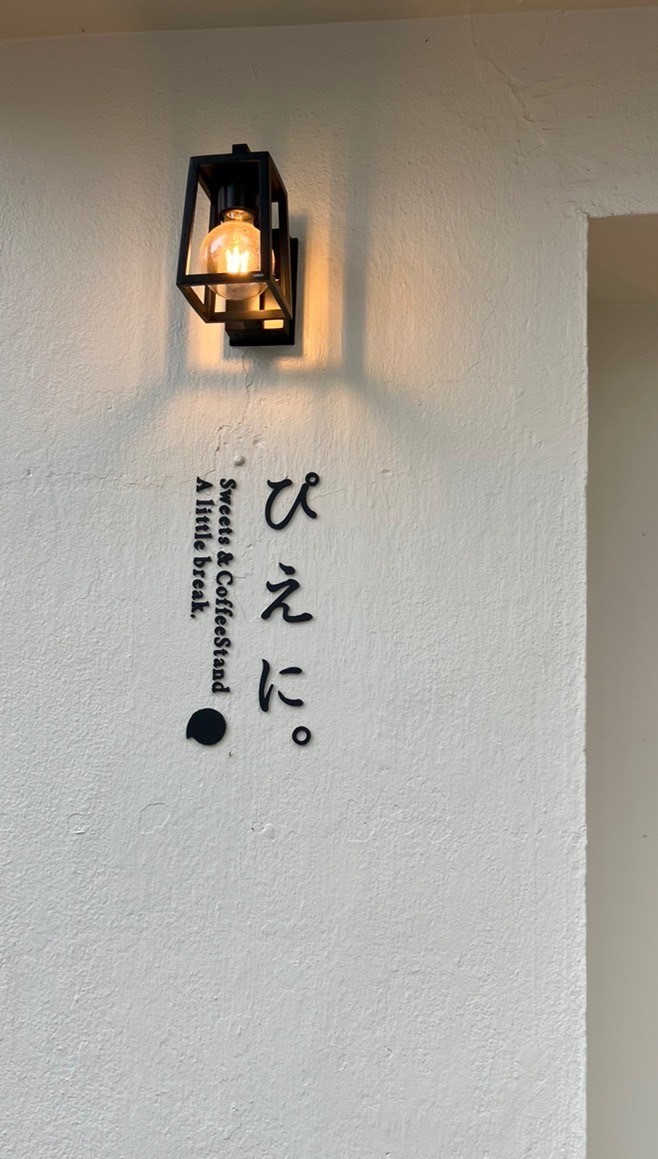 ぴえに。
Sweets & CoffeeStand
A little break.